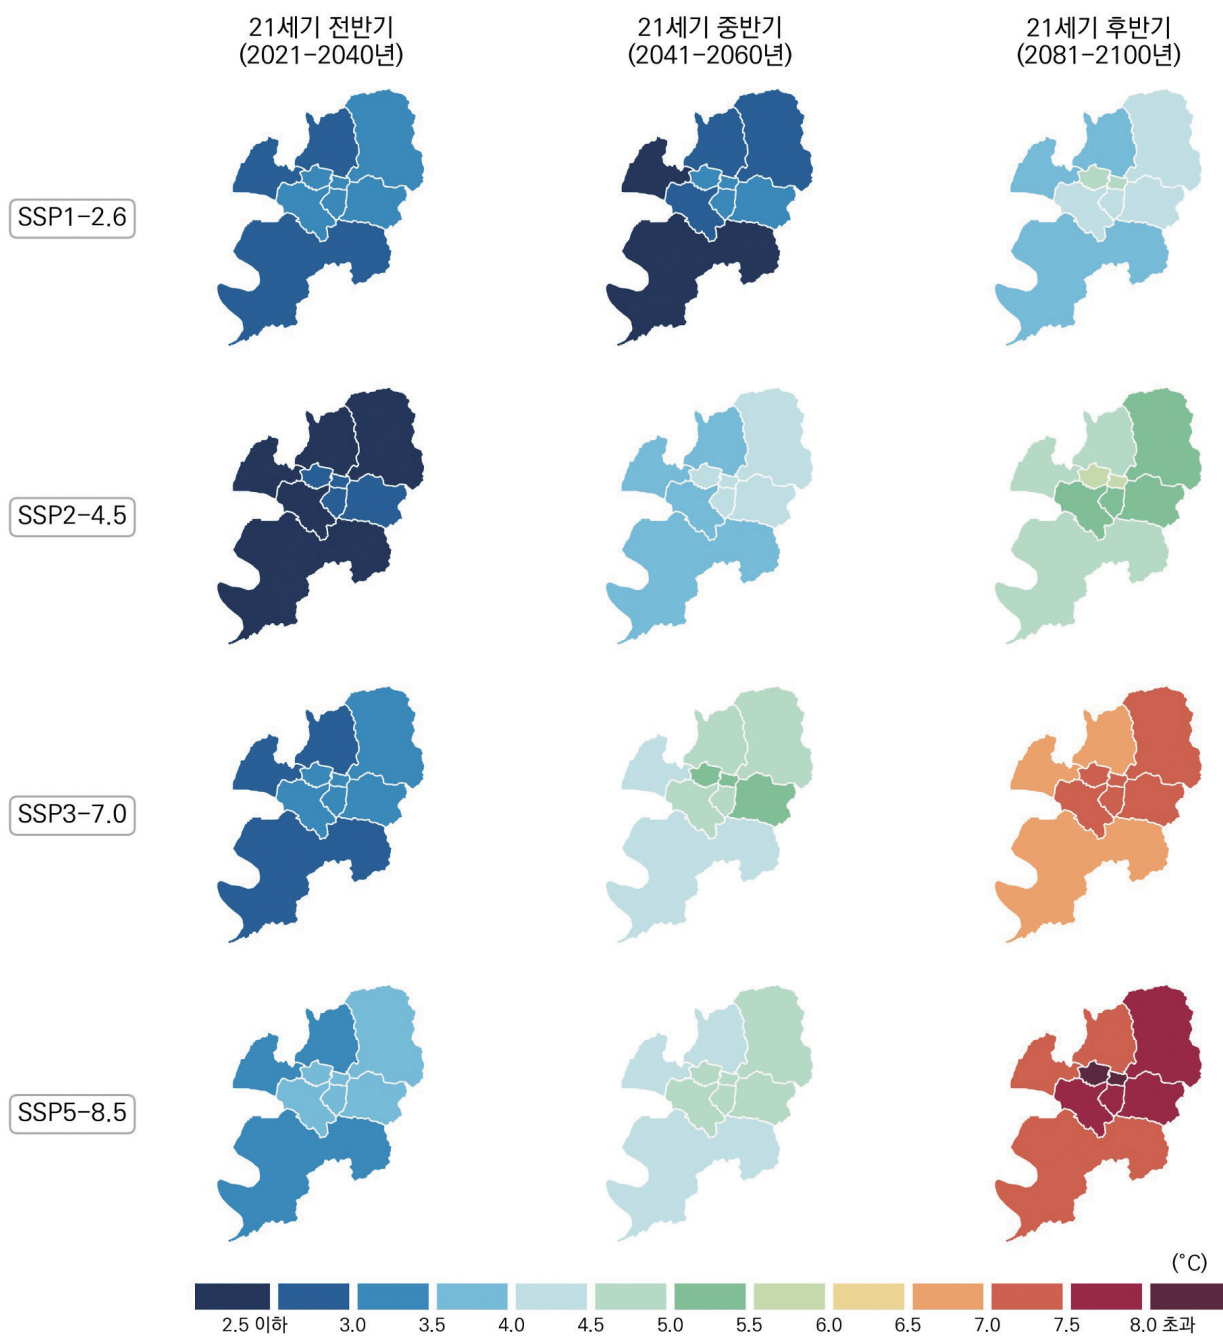 21세기 전반기
(2021-2040년)
21세기 중반기
(2041-2060년)
21세기 후반기
(2081-2100년)
SSP1-2.6
SSP2-4.5
SSP3-7.0
SSP5-8.5
(°C)
2.5 이하 3.0 3.5 4.0 4.5 5.0 5.5 6.0 6.5 7.0 7.5 8.0 초과